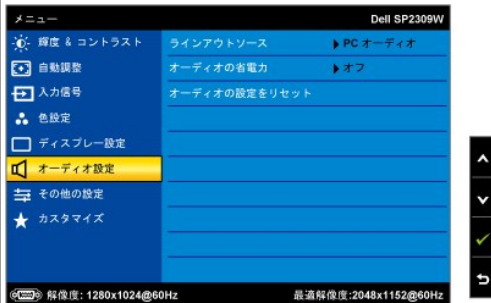 メニュー Dell SP2309W
輝度 & コントラスト
自動調整
入力信号
色設定
ディスプレー設定
オーディオ設定
その他の設定
カスタマイズ
ラインアウトソース PC オーディオ
オーディオの省電力 オフ
オーディオの設定をリセット
解像度: 1280x1024@60Hz 最適解像度:2048x1152@60Hz